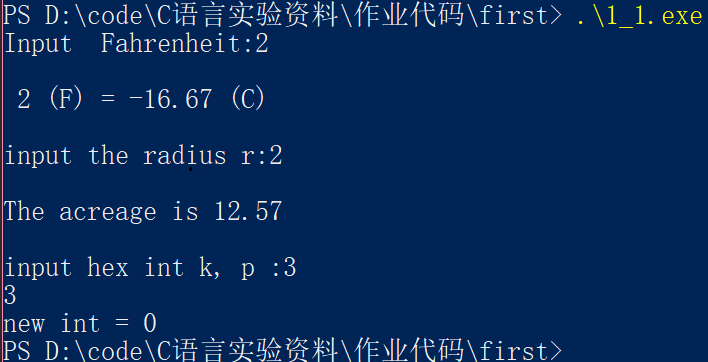 PS D:\code\C语言实验资料\作业代码\first> .\1_1.exe
Input  Fahrenheit:2
 2 (F) = -16.67 (C)
input the radius r:2
The acreage is 12.57
input hex int k, p :3
3
new int = 0
PS D:\code\C语言实验资料\作业代码\first>